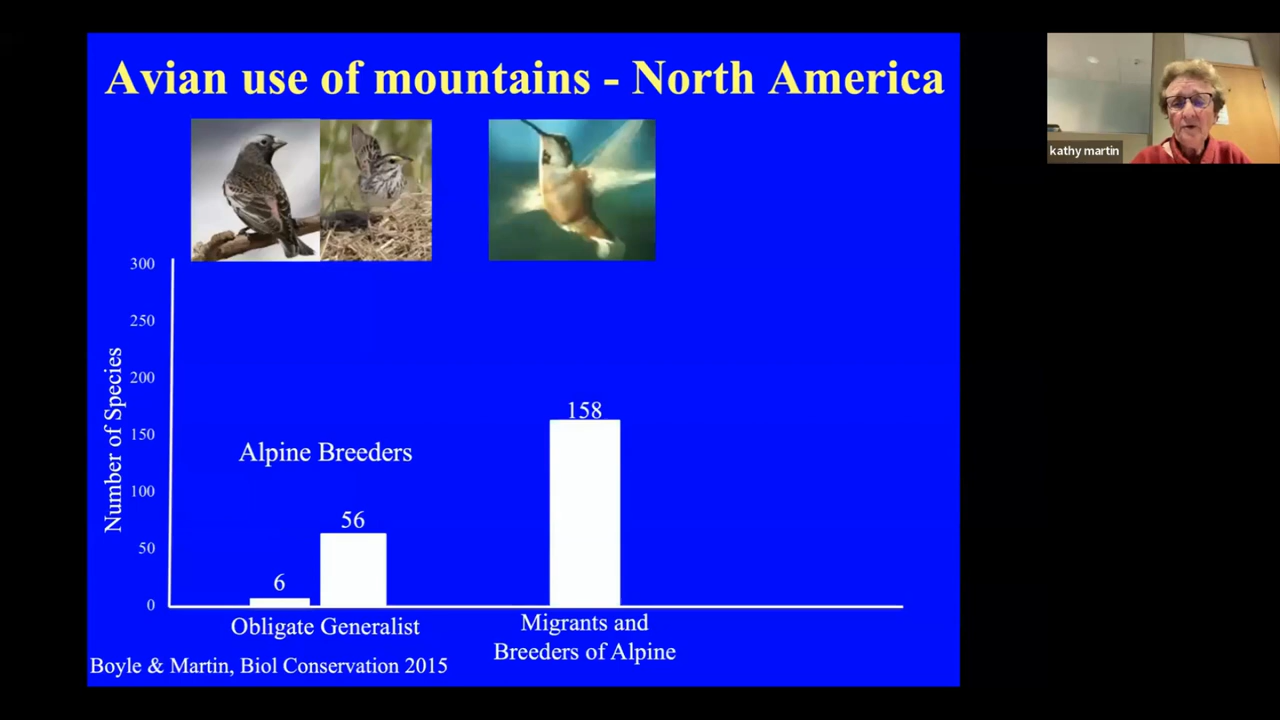 Avian use of mountains - North America
kathy martin
300
250
200
150
100
50
0
Number of Species
Alpine Breeders
6
56
158
Obligate Generalist
Migrants and
Breeders of Alpine
Boyle & Martin, Biol Conservation 2015